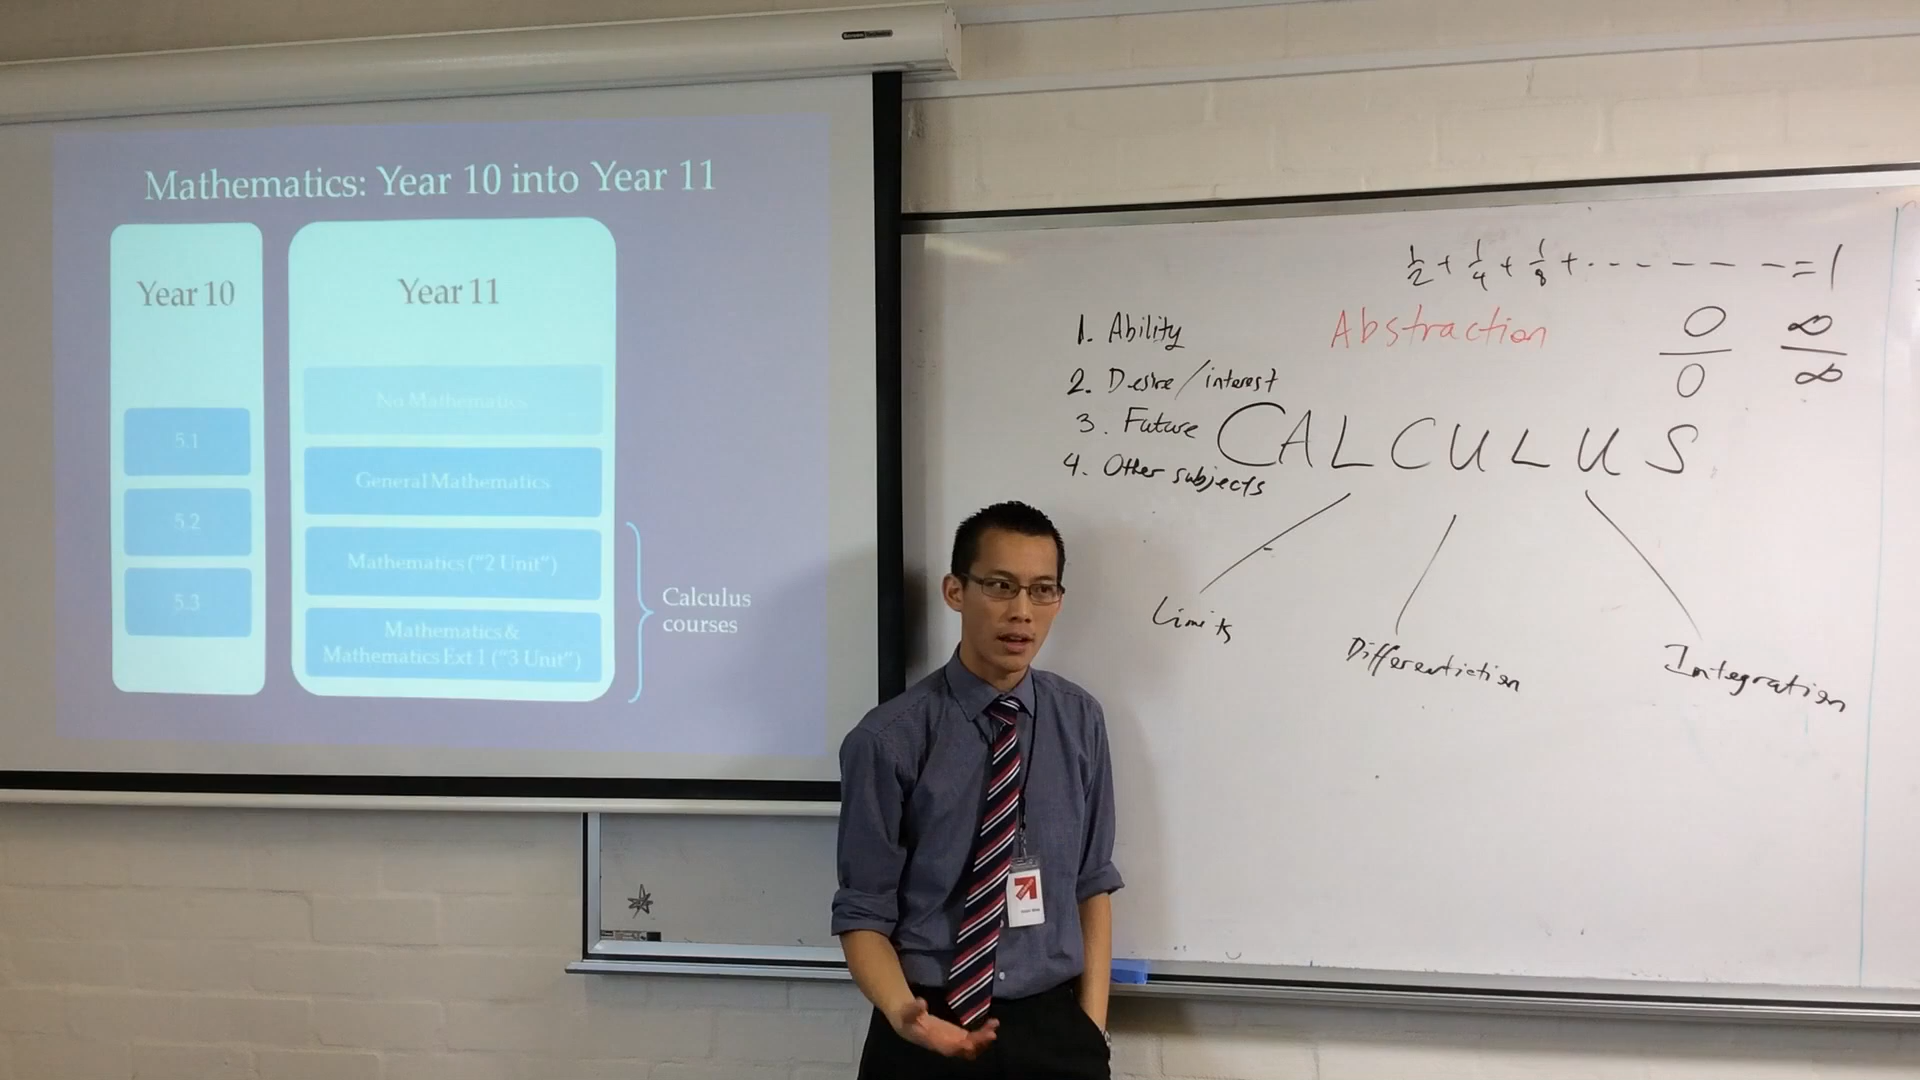 Mathematics: Year 10 into Year 11
Year 10
5.1
5.2
5.3
Year 11
No Mathematics
General Mathematics
Mathematics ("2 Unit")
Mathematics &
Mathematics Ext 1 ("3 Unit")
Calculus
courses
1/2 + 1/4 + 1/8 + - - - - - - - = 1
1. Ability
2. Desire/interest
3. Future
4. Other subjects
Abstraction
0/0
∞/∞
CALCULUS
Limits
Differentiction
Integration